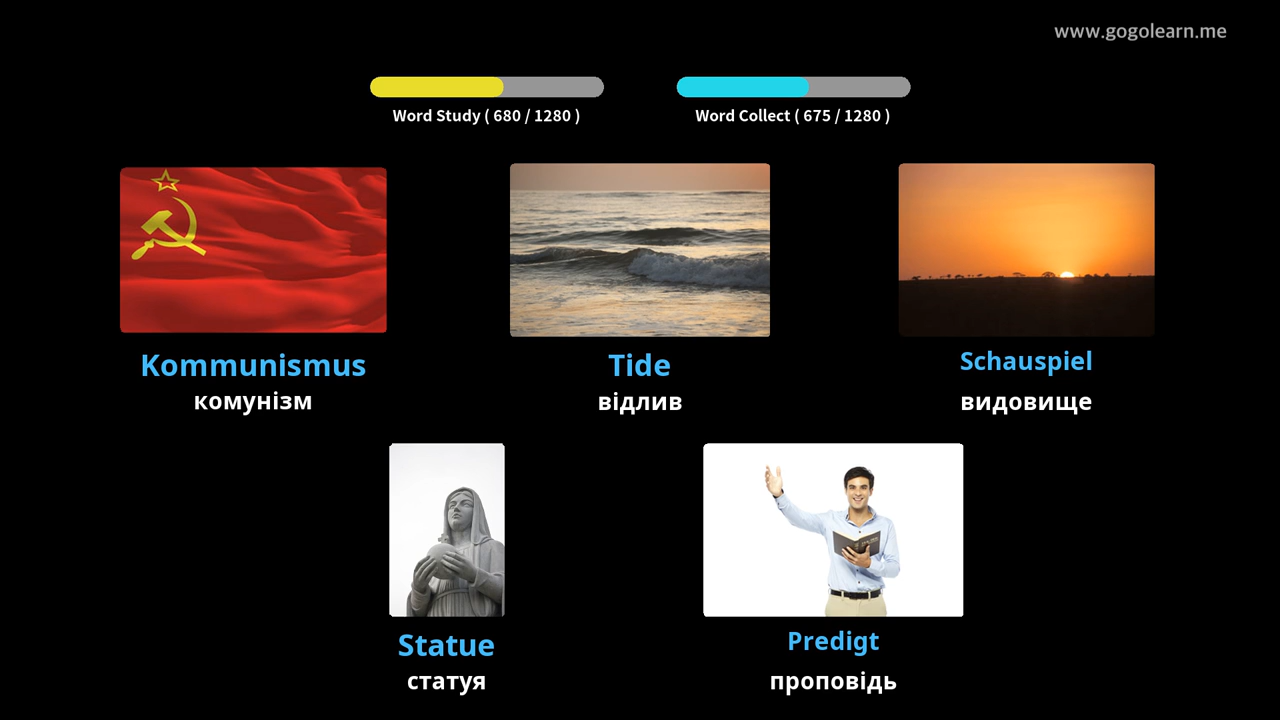 www.gogolearn.me
Word Study ( 680 / 1280 )
Word Collect ( 675 / 1280 )
Kommunismus
комунізм
Tide
відлив
Schauspiel
видовище
Statue
статуя
Predigt
проповідь